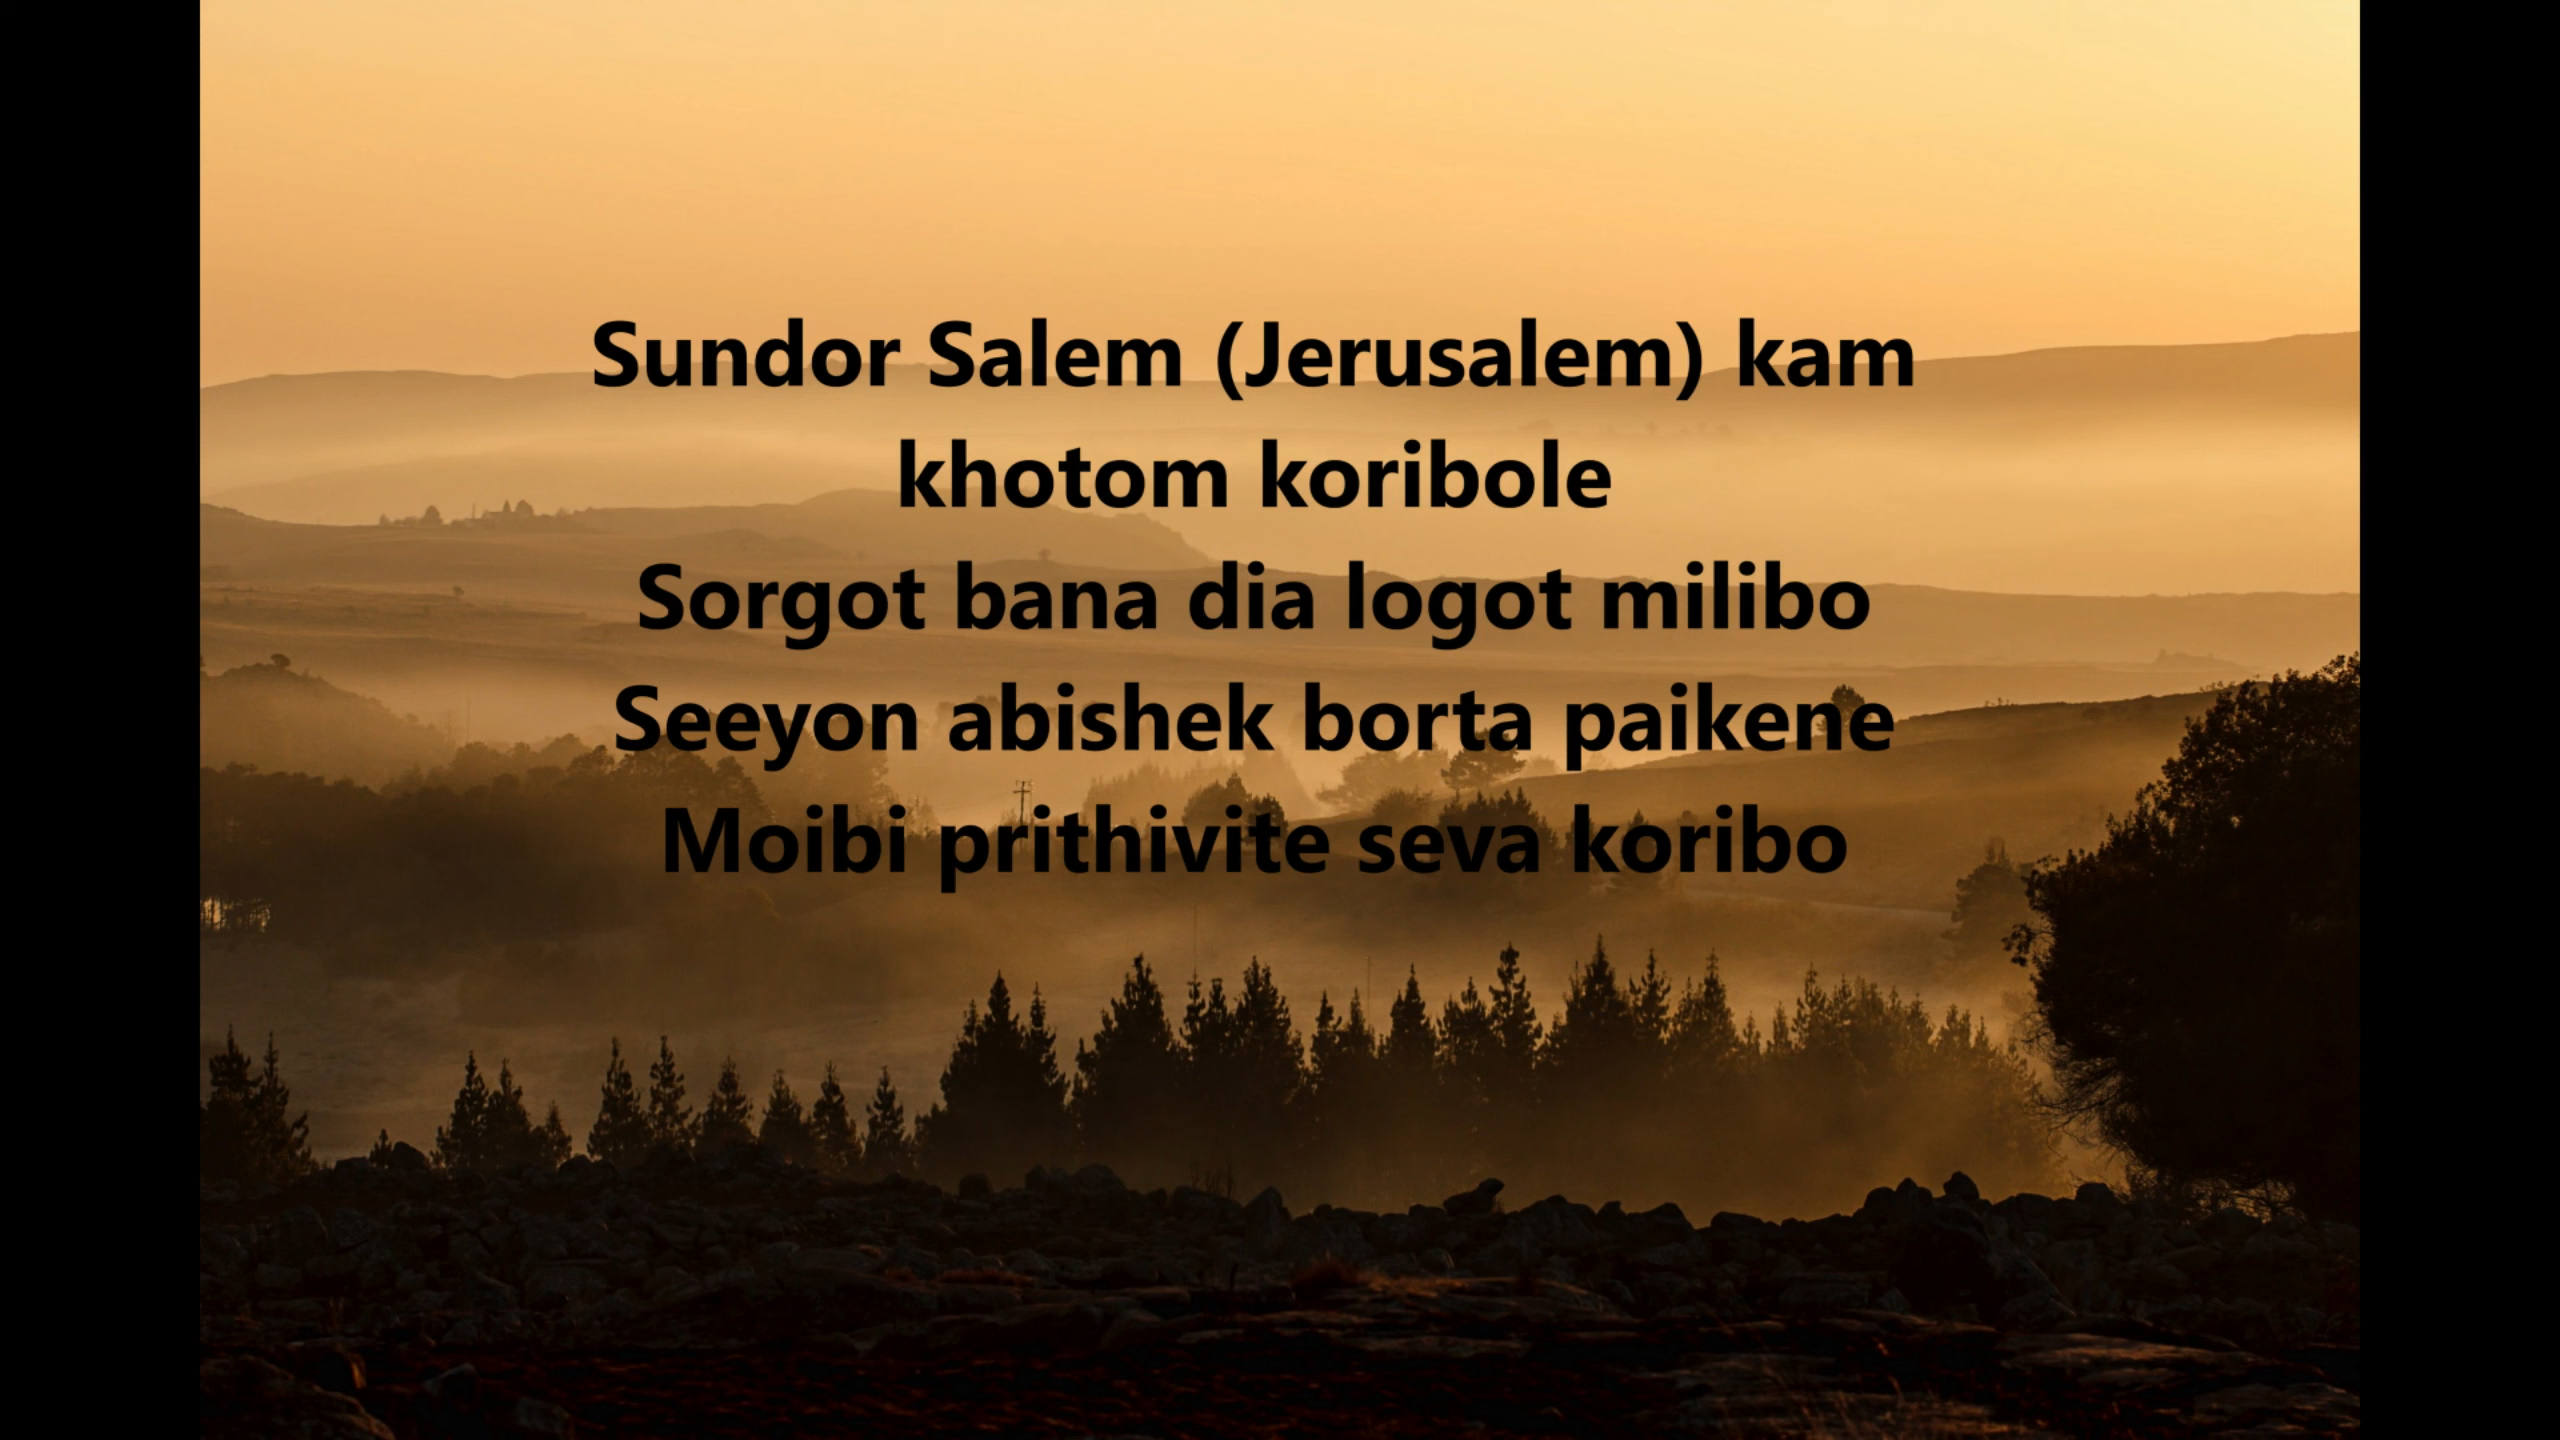 Sundor Salem (Jerusalem) kam
khotom koribole
Sorgot bana dia logot milibo
Seeyon abishek borta paikene
Moibi prithivite seva koribo